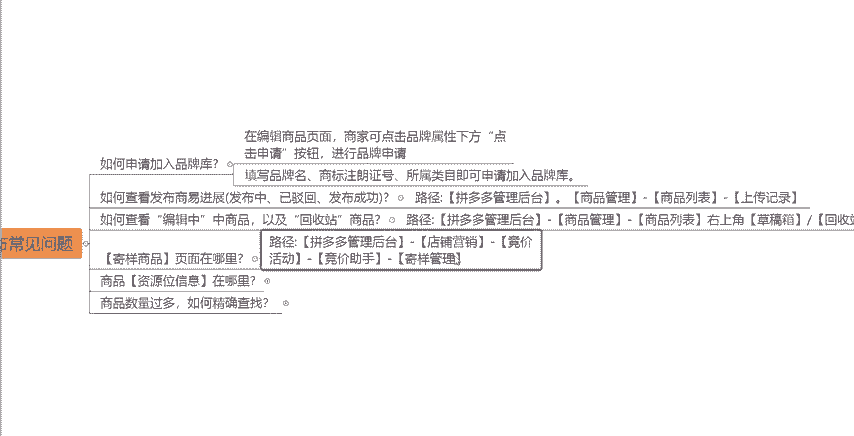 在编辑商品页面，商家可点击品牌属性下方“点
击申请”按钮，进行品牌申请
如何申请加入品牌库？
填写品牌名、商标注朗证号、所属类目即可申请加入品牌库。
如何查看发布商易进展(发布中、已驳回、发布成功)？ 路径:【拼多多管理后台】。【商品管理】-【商品列表】-【上传记录】
如何查看“编辑中”中商品，以及“回收站”商品？ 路径:【拼多多管理后台】-【商品管理】-【商品列表】右上角【草稿箱】/【回收站
布常见问题
路径:【拼多多管理后台】-【店铺营销】-【竟价
活动】-【竞价助手】-【寄样管理】
【寄样商品】页面在哪里？
商品【资源位信息】在哪里？
商品数量过多，如何精确查找？